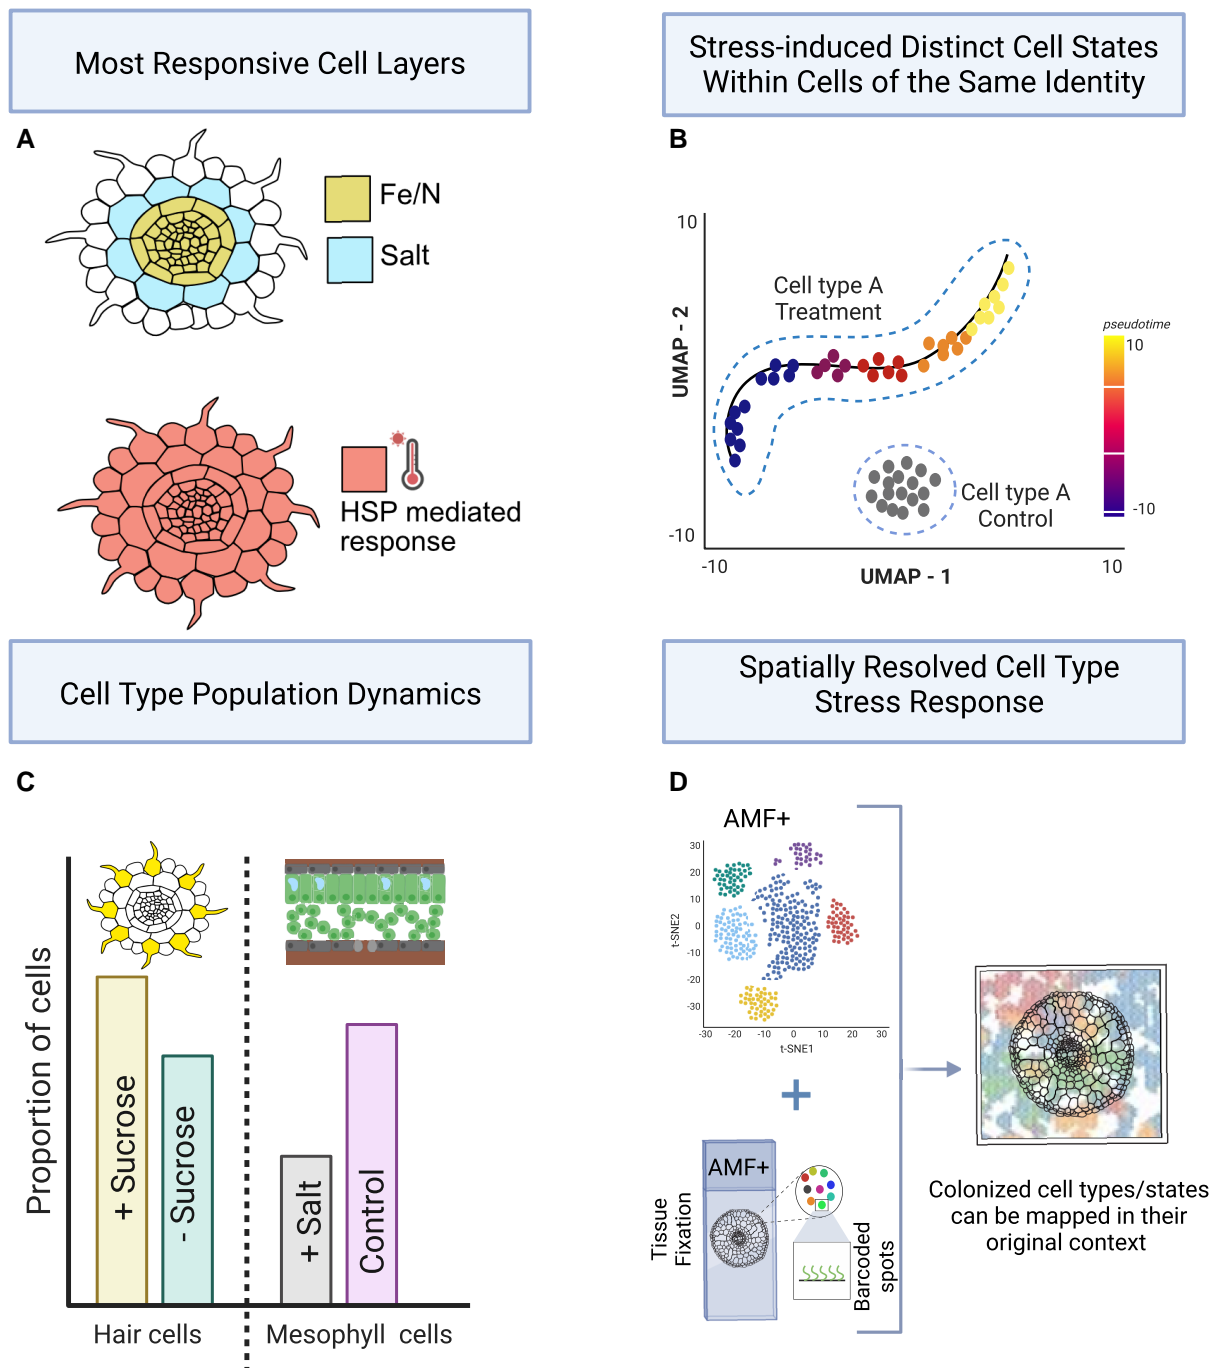 Most Responsive Cell Layers
A
Fe/N
Salt
HSP mediated
response
Stress-induced Distinct Cell States
Within Cells of the Same Identity
B
10
UMAP - 2
-10
-10
UMAP - 1
10
Cell type A
Treatment
Cell type A
Control
pseudotime
10
-10
Cell Type Population Dynamics
C
Proportion of cells
+ Sucrose
- Sucrose
+ Salt
Control
Hair cells
Mesophyll cells
Spatially Resolved Cell Type
Stress Response
D
AMF+
30
20
10
0
-10
-20
-30
t-SNE2
-30 -20 -10 0 10 20 30
t-SNE1
+
AMF+
Tissue
Fixation
Barcoded
spots
Colonized cell types/states
can be mapped in their
original context